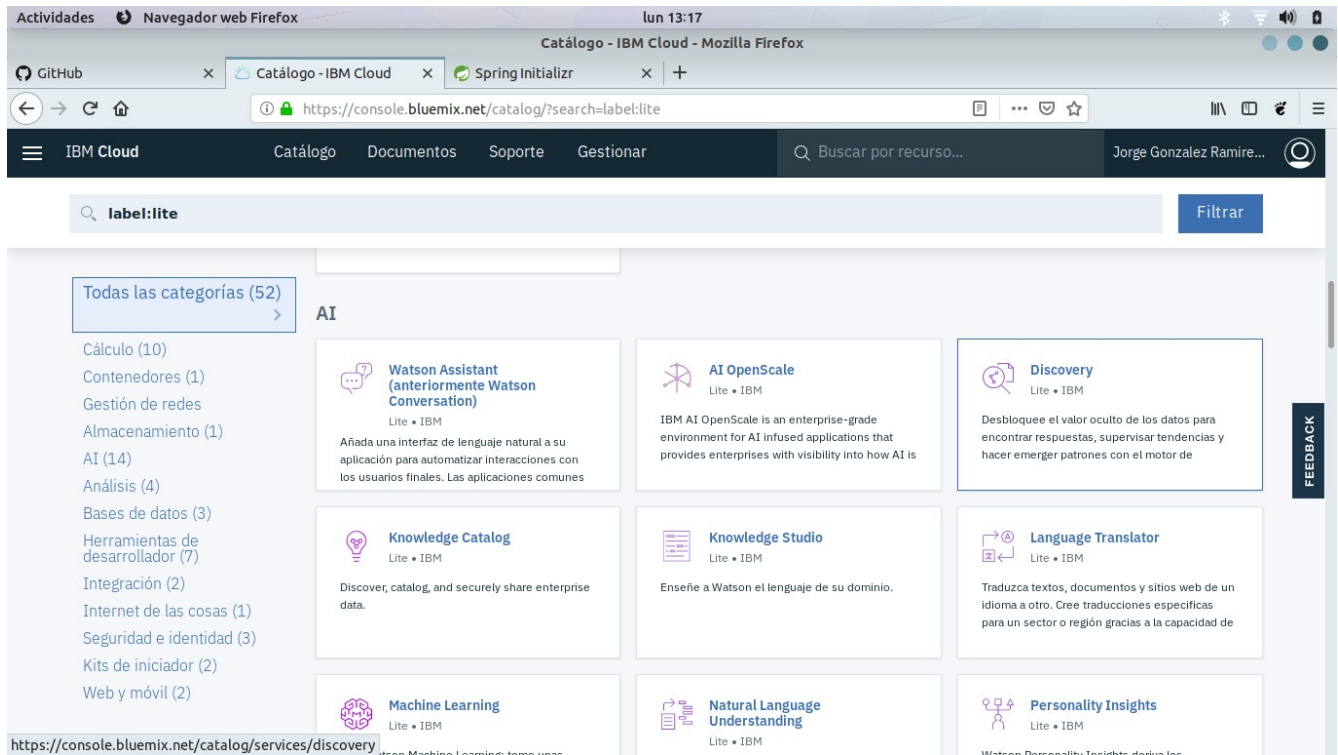 Actividades Navegador web Firefox lun 13:17
Catálogo - IBM Cloud - Mozilla Firefox
GitHub Catálogo - IBM Cloud Spring Initializr
https://console.bluemix.net/catalog/?search=label:lite
IBM Cloud Catálogo Documentos Soporte Gestionar Buscar por recurso... Jorge Gonzalez Ramire...
label:lite Filtrar
Todas las categorías (52)
Cálculo (10)
Contenedores (1)
Gestión de redes
Almacenamiento (1)
AI (14)
Análisis (4)
Bases de datos (3)
Herramientas de
desarrollador (7)
Integración (2)
Internet de las cosas (1)
Seguridad e identidad (3)
Kits de iniciador (2)
Web y móvil (2)
AI
Watson Assistant
(anteriormente Watson
Conversation)
Lite • IBM
Añada una interfaz de lenguaje natural a su
aplicación para automatizar interacciones con
los usuarios finales. Las aplicaciones comunes
AI OpenScale
Lite • IBM
IBM AI OpenScale is an enterprise-grade
environment for AI infused applications that
provides enterprises with visibility into how AI is
Discovery
Lite • IBM
Desbloquee el valor oculto de los datos para
encontrar respuestas, supervisar tendencias y
hacer emerger patrones con el motor de
Knowledge Catalog
Lite • IBM
Discover, catalog, and securely share enterprise
data.
Knowledge Studio
Lite • IBM
Enseñe a Watson el lenguaje de su dominio.
Language Translator
Lite • IBM
Traduzca textos, documentos y sitios web de un
idioma a otro. Cree traducciones específicas
para un sector o región gracias a la capacidad de
Machine Learning
Lite • IBM
Natural Language
Understanding
Lite • IBM
Personality Insights
Lite • IBM
FEEDBACK
https://console.bluemix.net/catalog/services/discovery